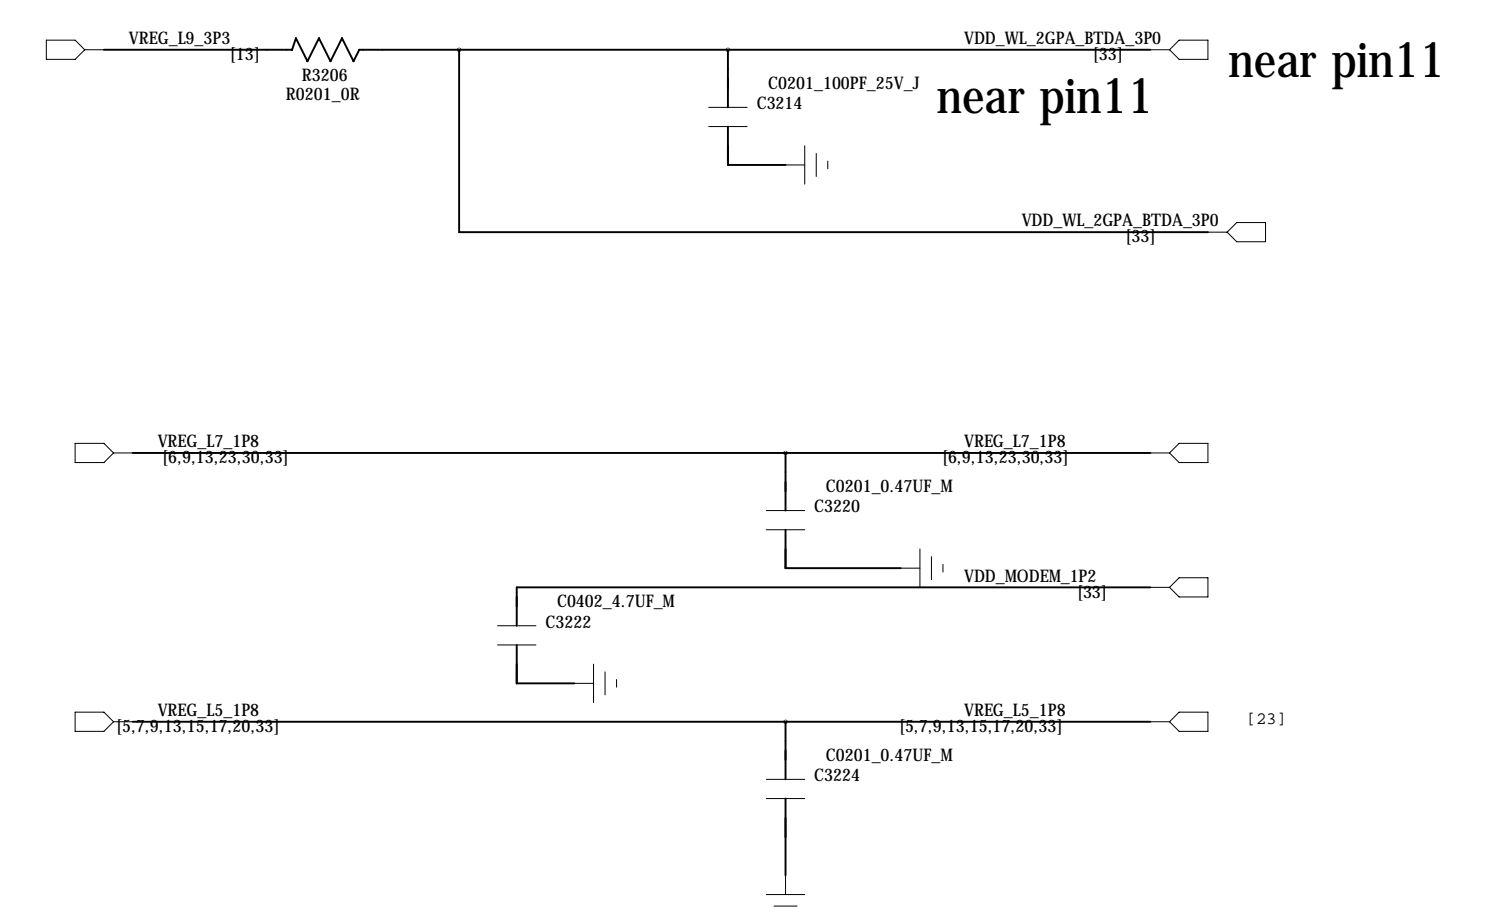 VREG_L9_3P3
[13]
R3206
R0201_0R
VDD_WL_2GPA_BTDA_3P0
[33]
near pin11
C0201_100PF_25V_J
C3214
near pin11
VDD_WL_2GPA_BTDA_3P0
[33]
VREG_L7_1P8
[6,9,13,23,30,33]
VREG_L7_1P8
[6,9,13,23,30,33]
C0201_0.47UF_M
C3220
VDD_MODEM_1P2
[33]
C0402_4.7UF_M
C3222
VREG_L5_1P8
[5,7,9,13,15,17,20,33]
VREG_L5_1P8
[5,7,9,13,15,17,20,33]
[23]
C0201_0.47UF_M
C3224